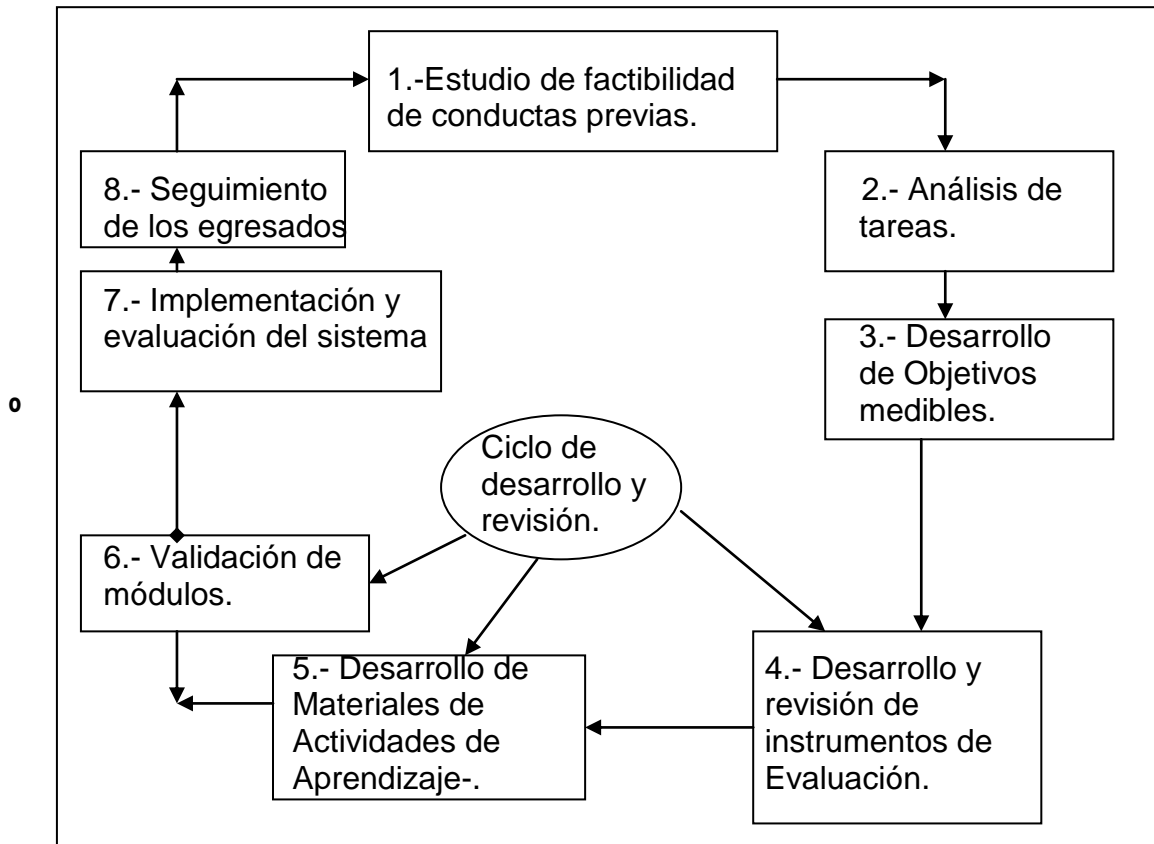 1.-Estudio de factibilidad
de conductas previas.
8.- Seguimiento
de los egresados
2.- Análisis de
tareas.
7.- Implementación y
evaluación del sistema
3.- Desarrollo
de Objetivos
medibles.
o
Ciclo de
desarrollo y
revisión.
6.- Validación de
módulos.
5.- Desarrollo de
Materiales de
Actividades de
Aprendizaje-.
4.- Desarrollo y
revisión de
instrumentos de
Evaluación.